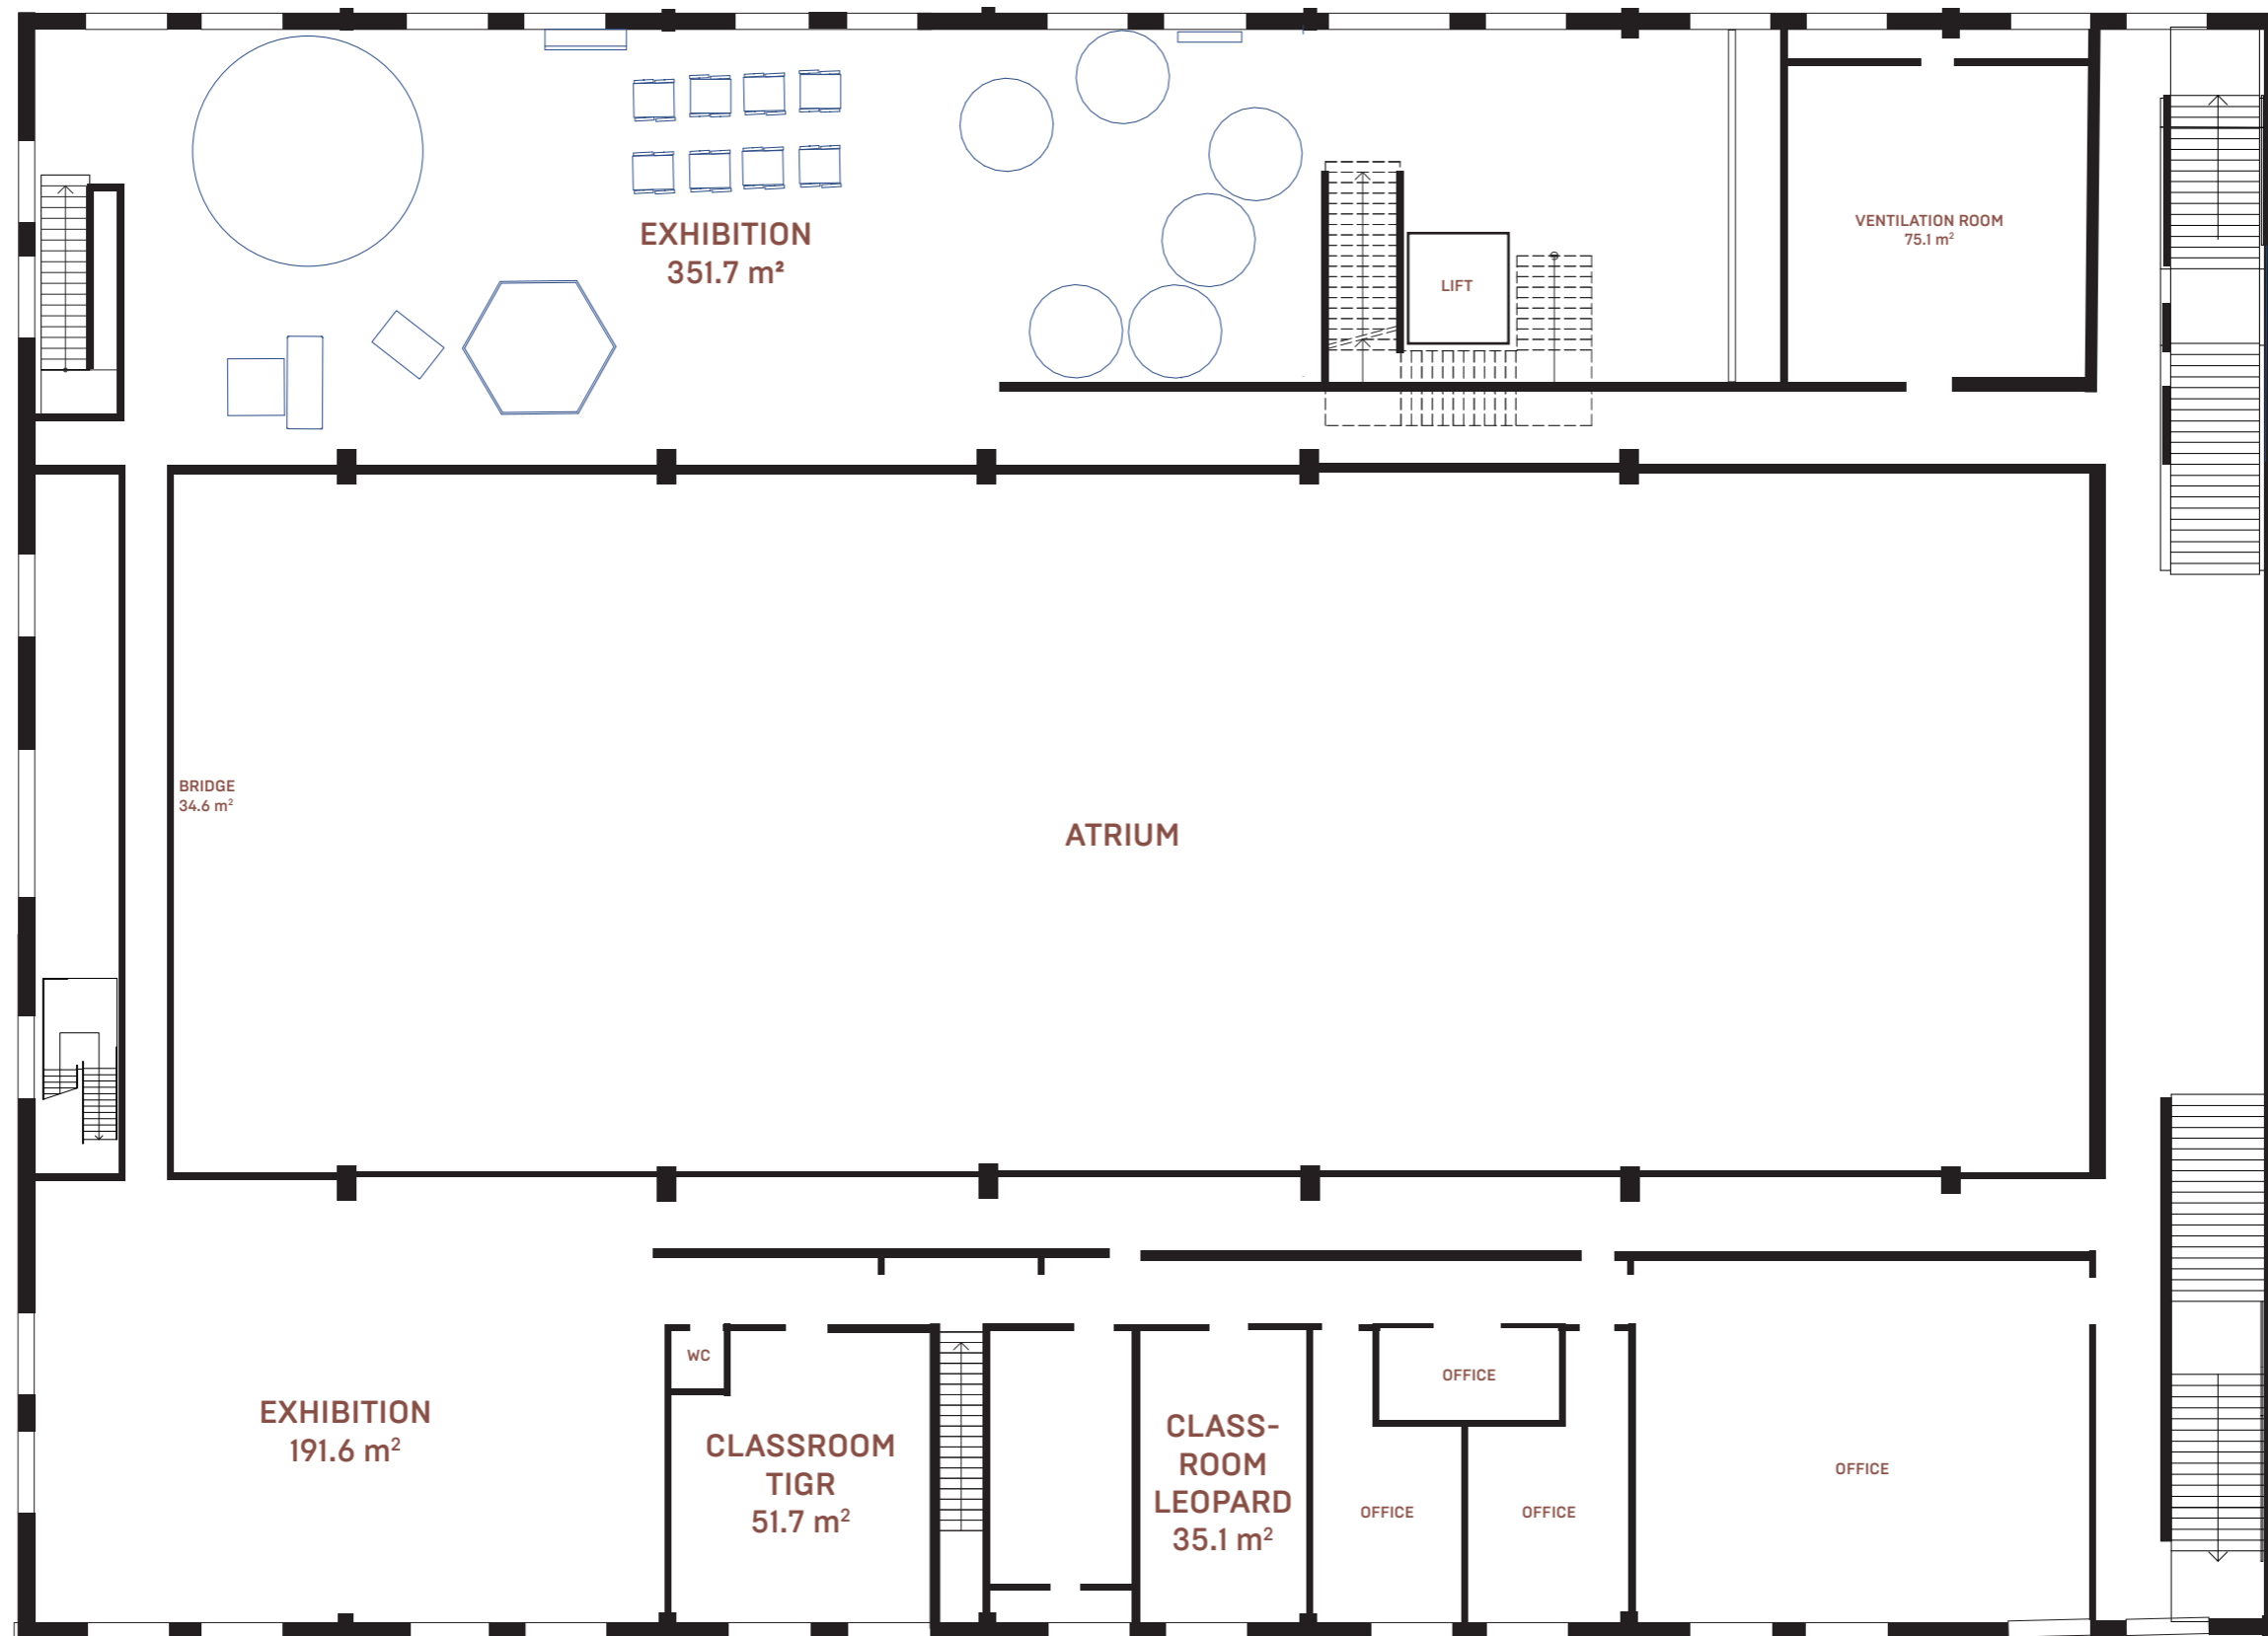 EXHIBITION
351.7 m²
VENTILATION ROOM
75.1 m²
LIFT
BRIDGE
34.6 m²
ATRIUM
WC
OFFICE
EXHIBITION
191.6 m²
CLASSROOM
TIGR
51.7 m²
CLASS-
ROOM
LEOPARD
35.1 m²
OFFICE
OFFICE
OFFICE